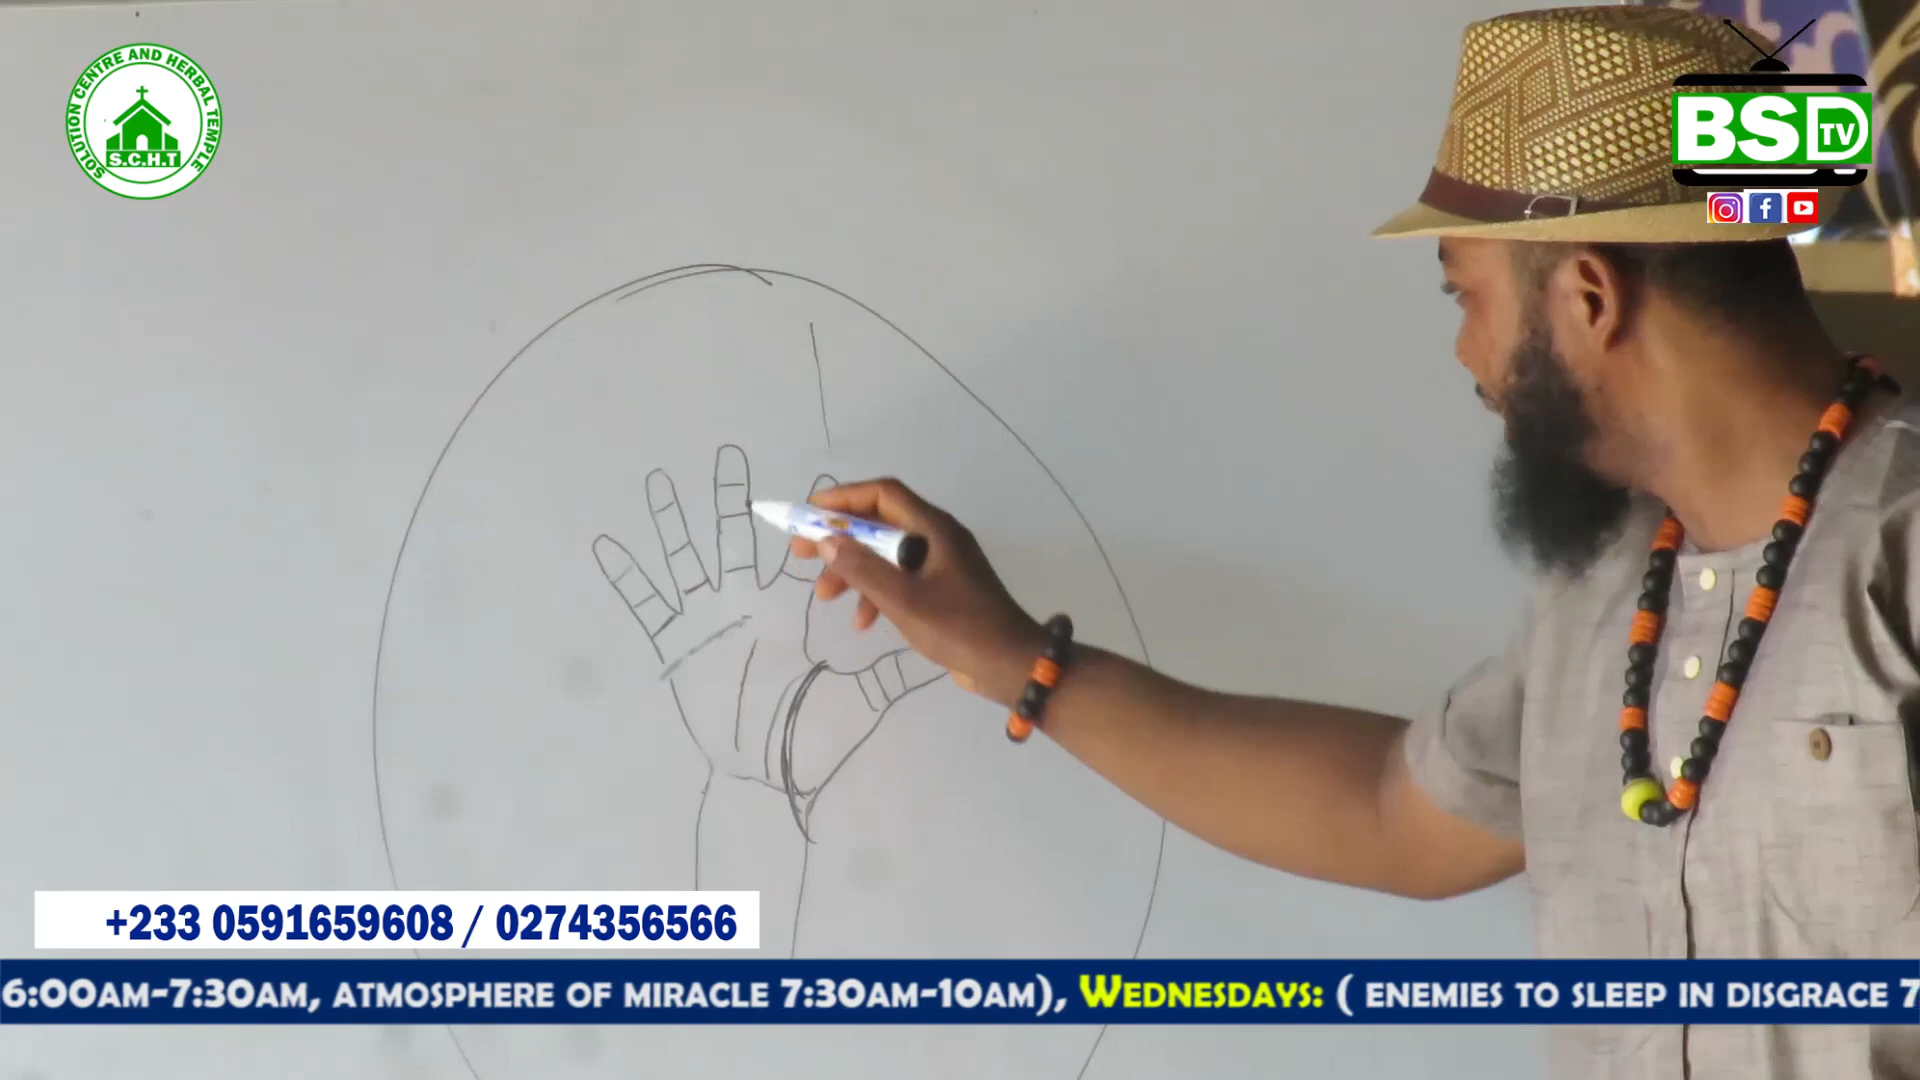 SOLUTION CENTRE AND HERBAL TEMPLE
S.C.H.T
BSD TV
+233 0591659608 / 0274356566
6:00AM-7:30AM, ATMOSPHERE OF MIRACLE 7:30AM-10AM), WEDNESDAYS: ( ENEMIES TO SLEEP IN DISGRACE 7